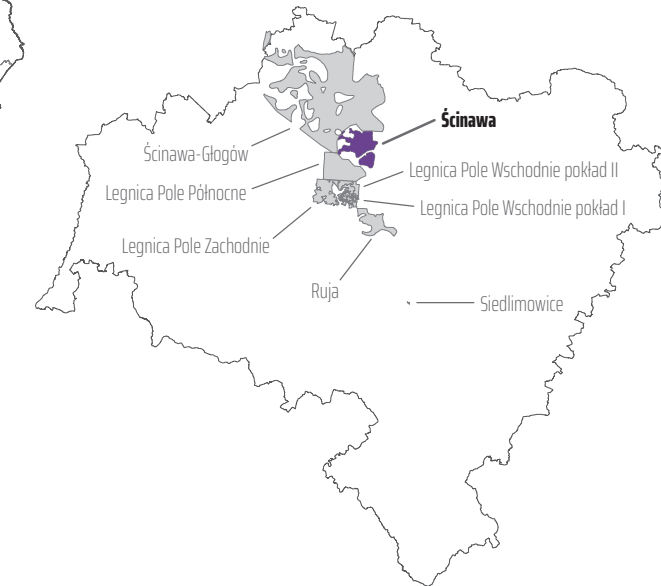 Ścinawa
Ścinawa-Głogów
Legnica Pole Wschodnie pokład II
Legnica Pole Północne
Legnica Pole Wschodnie pokład I
Legnica Pole Zachodnie
Ruja
Siedlimowice